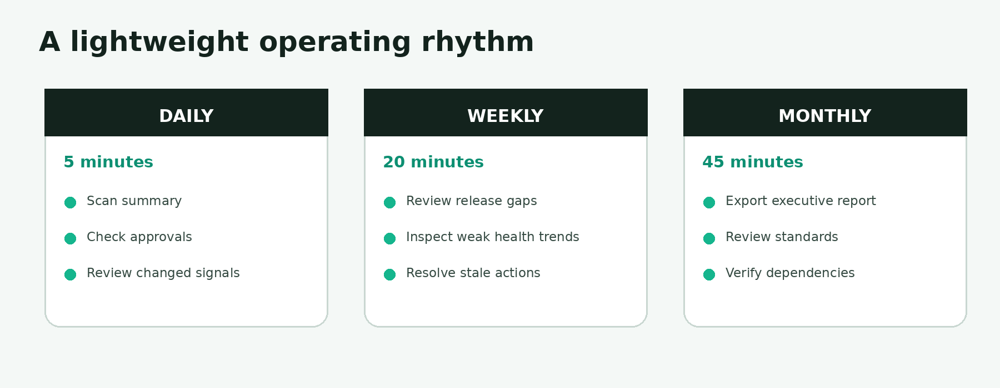 A lightweight operating rhythm
DAILY
5 minutes
Scan summary
Check approvals
Review changed signals
WEEKLY
20 minutes
Review release gaps
Inspect weak health trends
Resolve stale actions
MONTHLY
45 minutes
Export executive report
Review standards
Verify dependencies